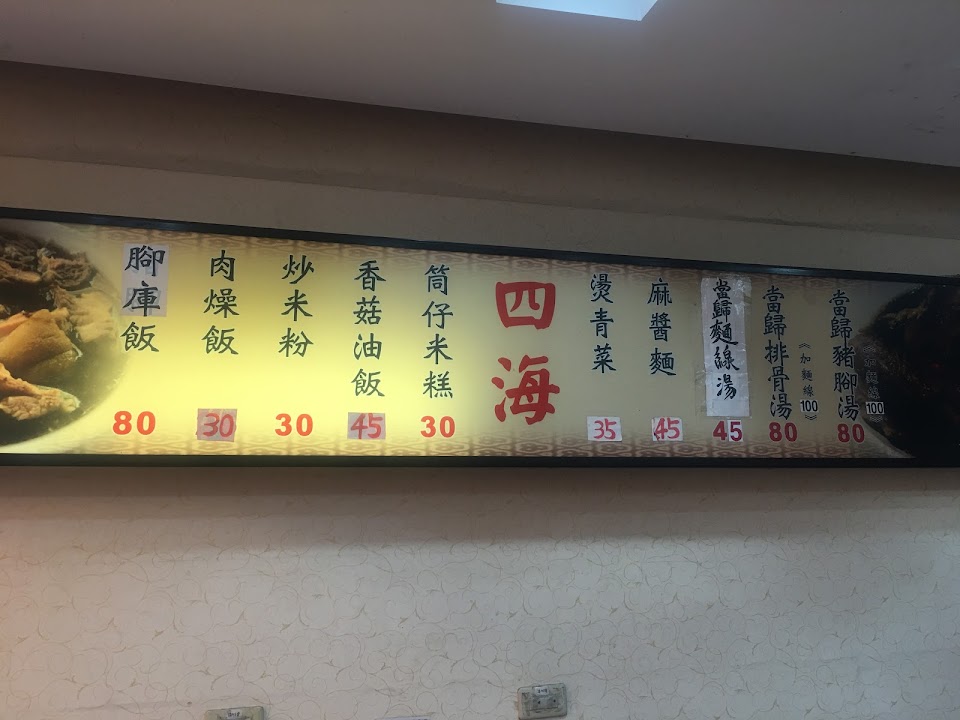 當歸豬腳湯
80
加麵線
100
當歸排骨湯
80
《加麵線100》
當歸麵線湯
45
麻醬麵
45
燙青菜
35
四海
筒仔米糕
30
香菇油飯
45
炒米粉
30
肉燥飯
30
腳庫飯
80